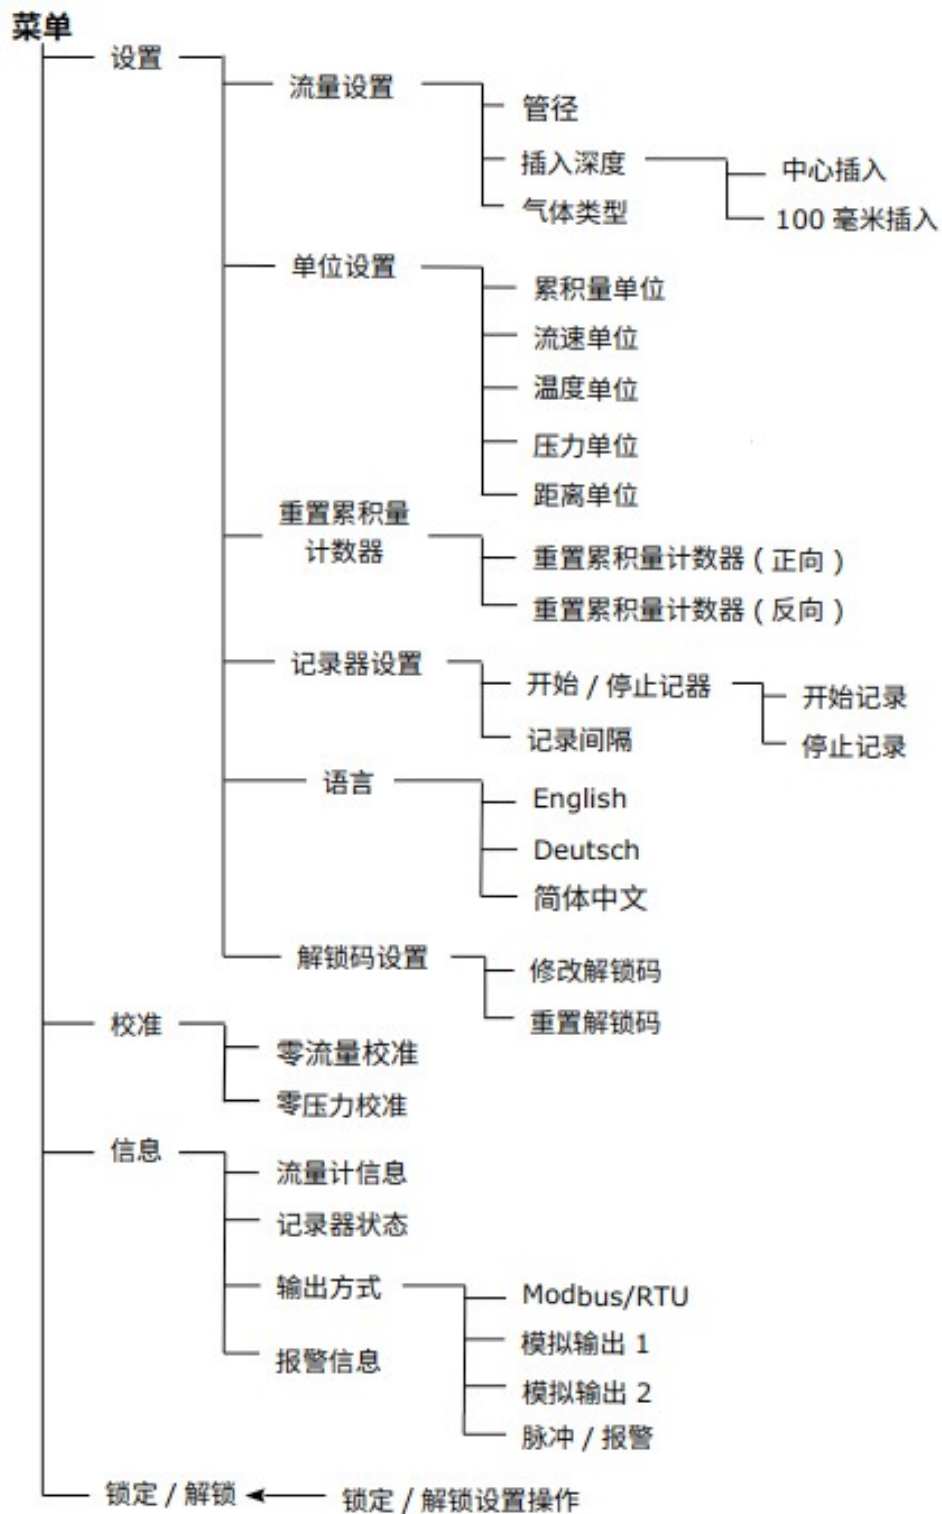 菜单
设置
流量设置
管径
插入深度
中心插入
100 毫米插入
气体类型
单位设置
累积量单位
流速单位
温度单位
压力单位
距离单位
重置累积量
计数器
重置累积量计数器 ( 正向 )
重置累积量计数器 ( 反向 )
记录器设置
开始 / 停止记器
开始记录
停止记录
记录间隔
语言
English
Deutsch
简体中文
解锁码设置
修改解锁码
重置解锁码
校准
零流量校准
零压力校准
信息
流量计信息
记录器状态
输出方式
Modbus/RTU
模拟输出 1
模拟输出 2
脉冲 / 报警
报警信息
锁定 / 解锁
锁定 / 解锁设置操作